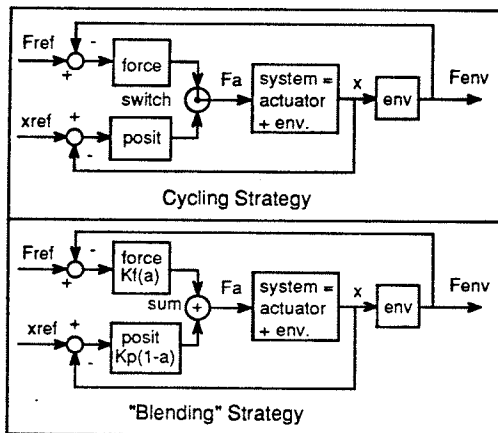 Fref
-
+
force
switch
Fa
system =
actuator
+ env.
x
env
Fenv
xref
+
-
posit
Cycling Strategy
Fref
-
+
force
Kf(a)
sum
+
Fa
system =
actuator
+ env.
x
env
Fenv
xref
+
-
posit
Kp(1-a)
"Blending" Strategy